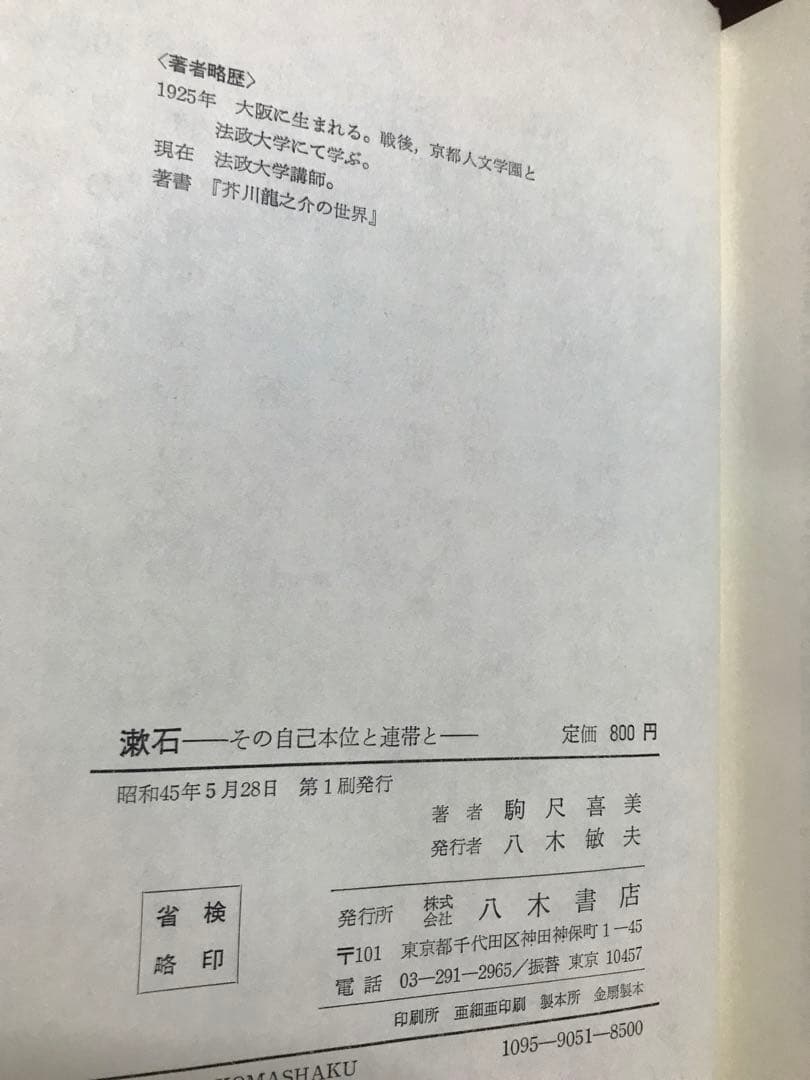 〈著者略歴〉
1925年　大阪に生まれる。戦後，京都人文学園と
法政大学にて学ぶ。
現在　法政大学講師。
著書　『芥川龍之介の世界』
漱石――その自己本位と連帯と――　定価 800 円
昭和45年5月28日　第1刷発行
著者　駒尺喜美
発行者　八木敏夫
検印
省略
発行所　株式会社　八木書店
〒101　東京都千代田区神田神保町1－45
電話　03―291―2965／振替 東京 10457
印刷所　亜細亜印刷　製本所　金扇製本
1095―9051―8500
KOMASHAKU